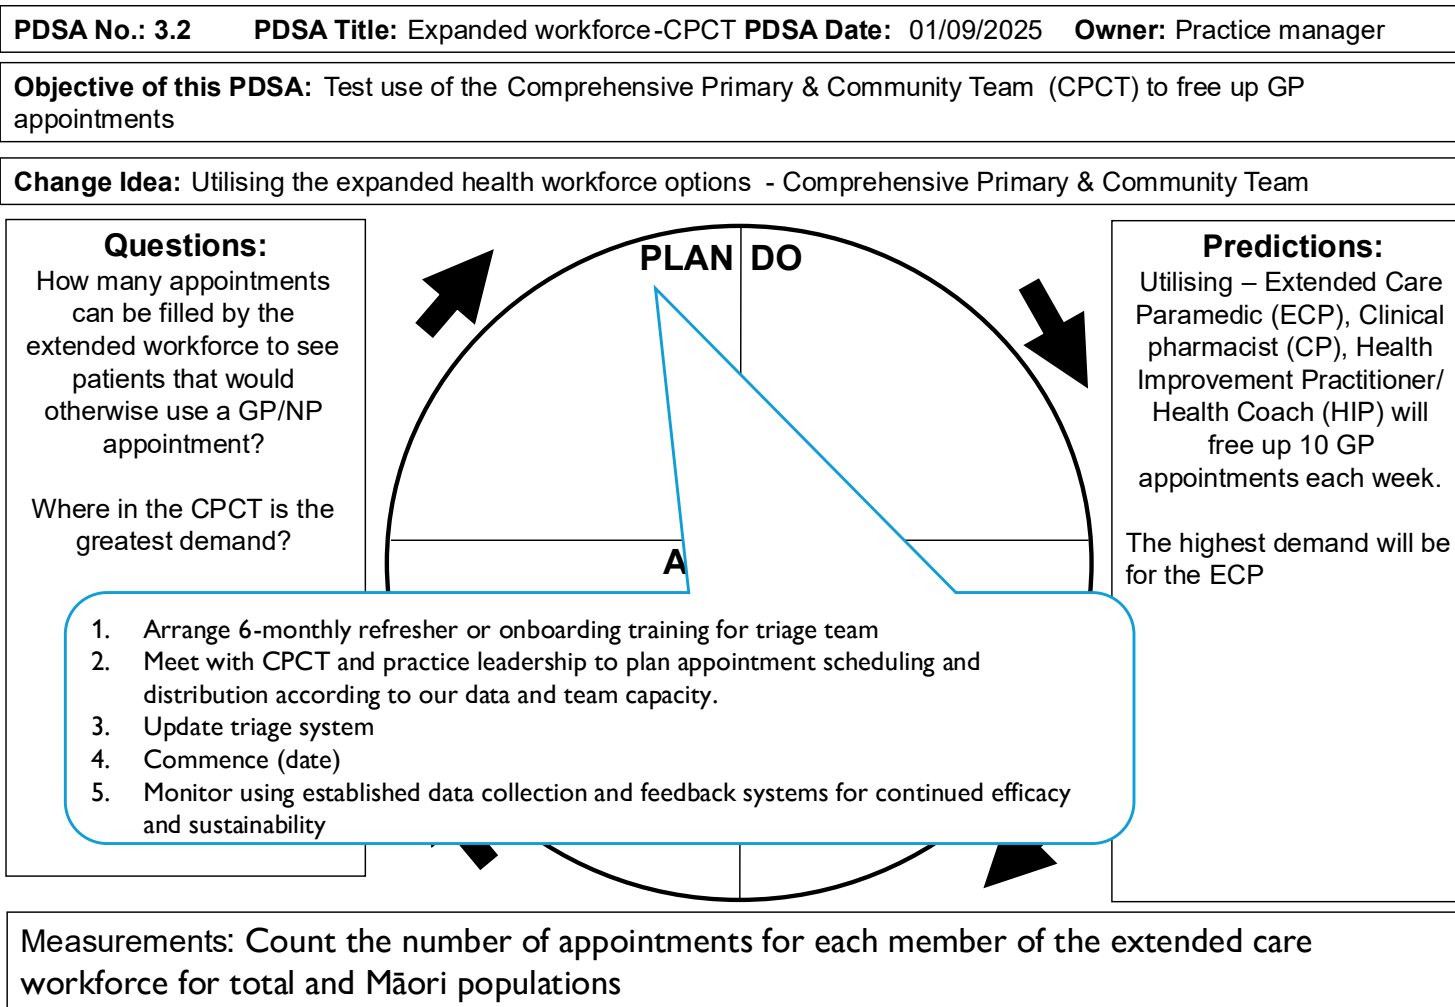 PDSA No.: 3.2 PDSA Title: Expanded workforce-CPCT PDSA Date: 01/09/2025 Owner: Practice manager
Objective of this PDSA: Test use of the Comprehensive Primary & Community Team (CPCT) to free up GP
appointments
Change Idea: Utilising the expanded health workforce options - Comprehensive Primary & Community Team
Questions:
How many appointments
can be filled by the
extended workforce to see
patients that would
otherwise use a GP/NP
appointment?
Where in the CPCT is the
greatest demand?
PLAN DO
A
Predictions:
Utilising – Extended Care
Paramedic (ECP), Clinical
pharmacist (CP), Health
Improvement Practitioner/
Health Coach (HIP) will
free up 10 GP
appointments each week.
The highest demand will be
for the ECP
1. Arrange 6-monthly refresher or onboarding training for triage team
2. Meet with CPCT and practice leadership to plan appointment scheduling and
distribution according to our data and team capacity.
3. Update triage system
4. Commence (date)
5. Monitor using established data collection and feedback systems for continued efficacy
and sustainability
Measurements: Count the number of appointments for each member of the extended care
workforce for total and Māori populations